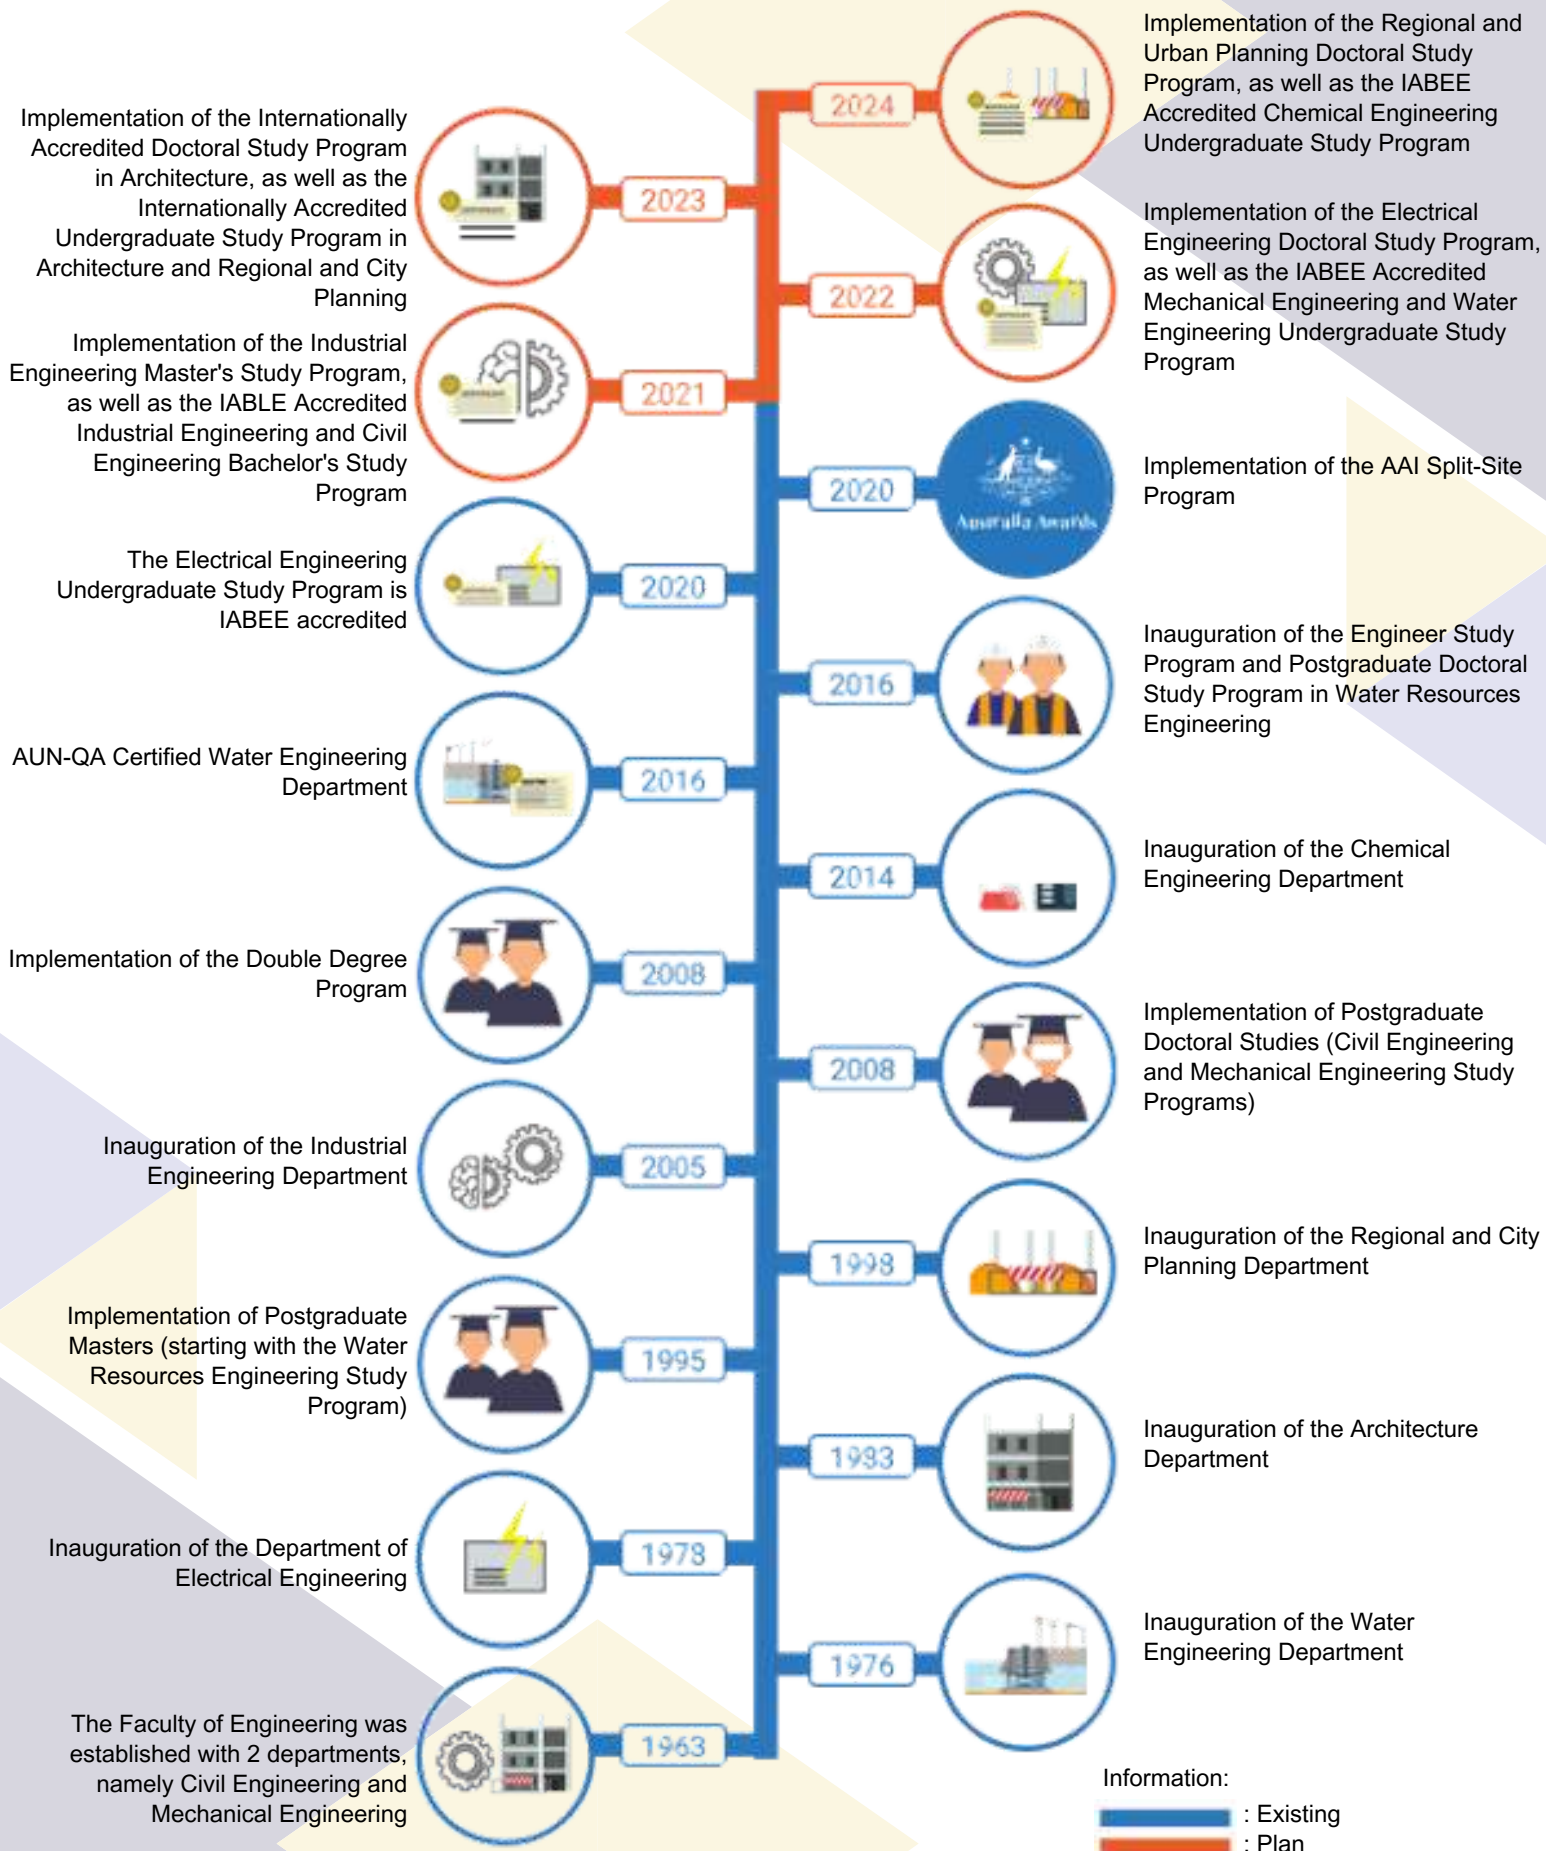 Implementation of the Regional and
Urban Planning Doctoral Study
Program, as well as the IABEE
Accredited Chemical Engineering
Undergraduate Study Program
2024
Implementation of the Internationally
Accredited Doctoral Study Program
in Architecture, as well as the
Internationally Accredited
Undergraduate Study Program in
Architecture and Regional and City
Planning
2023
Implementation of the Electrical
Engineering Doctoral Study Program,
as well as the IABEE Accredited
Mechanical Engineering and Water
Engineering Undergraduate Study
Program
2022
Implementation of the Industrial
Engineering Master's Study Program,
as well as the IABLE Accredited
Industrial Engineering and Civil
Engineering Bachelor's Study
Program
2021
Implementation of the AAI Split-Site
Program
2020
Australia Awards
The Electrical Engineering
Undergraduate Study Program is
IABEE accredited
2020
Inauguration of the Engineer Study
Program and Postgraduate Doctoral
Study Program in Water Resources
Engineering
2016
AUN-QA Certified Water Engineering
Department
2016
Inauguration of the Chemical
Engineering Department
2014
Implementation of the Double Degree
Program
2008
Implementation of Postgraduate
Doctoral Studies (Civil Engineering
and Mechanical Engineering Study
Programs)
2008
Inauguration of the Industrial
Engineering Department
2005
Inauguration of the Regional and City
Planning Department
1998
Implementation of Postgraduate
Masters (starting with the Water
Resources Engineering Study
Program)
1995
Inauguration of the Architecture
Department
1983
Inauguration of the Department of
Electrical Engineering
1978
Inauguration of the Water
Engineering Department
1976
The Faculty of Engineering was
established with 2 departments,
namely Civil Engineering and
Mechanical Engineering
1963
Information:
: Existing
: Plan